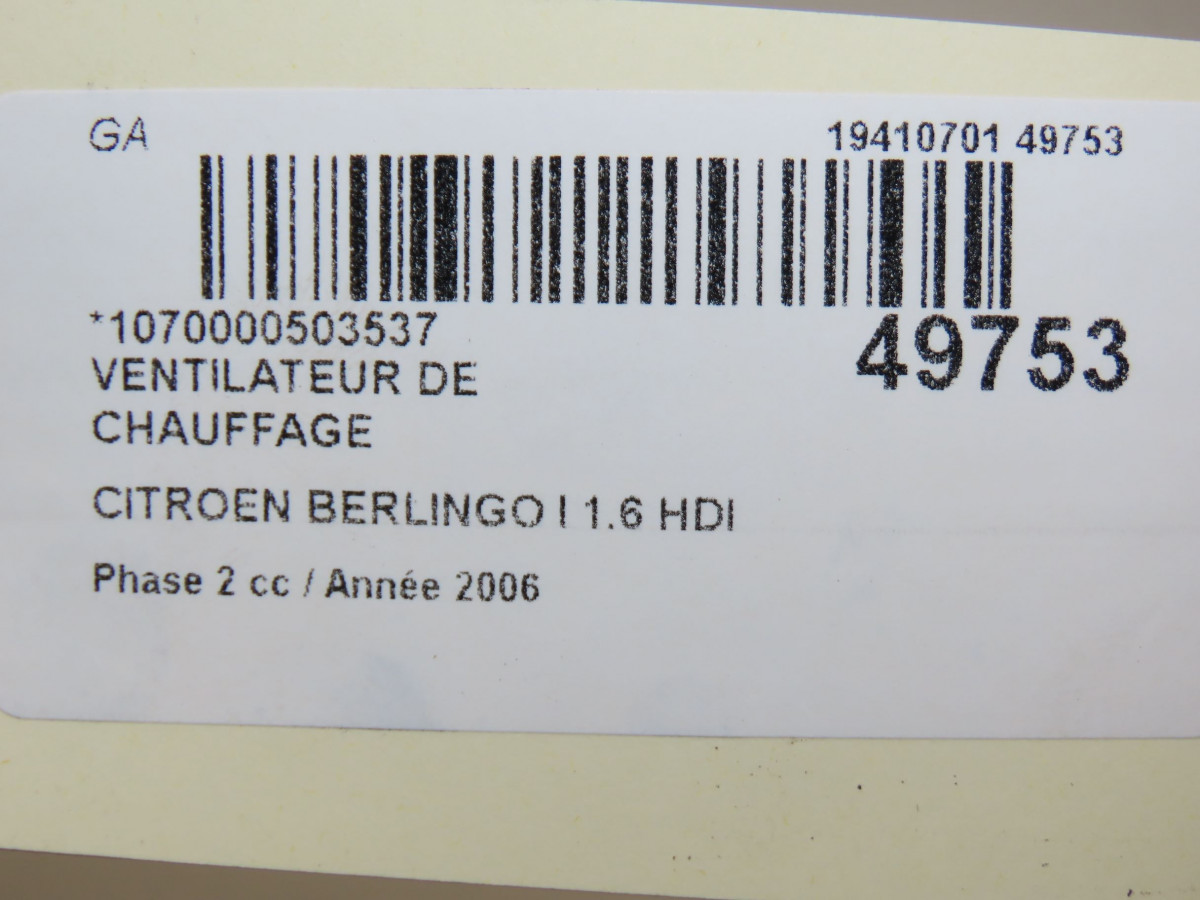 GA
19410701 49753
*1070000503537
49753
VENTILATEUR DE
CHAUFFAGE
CITROEN BERLINGO I 1.6 HDI
Phase 2 cc / Année 2006